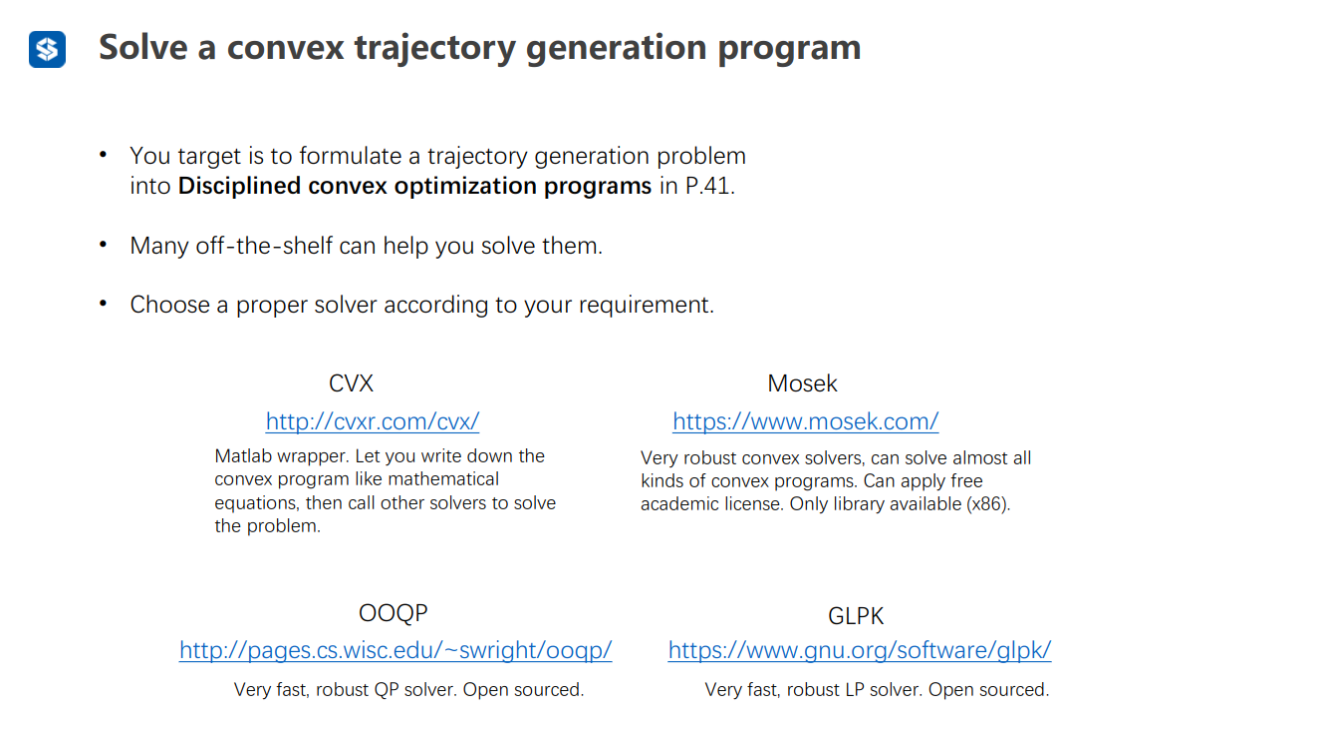 Solve a convex trajectory generation program
• You target is to formulate a trajectory generation problem
into Disciplined convex optimization programs in P.41.
• Many off-the-shelf can help you solve them.
• Choose a proper solver according to your requirement.
CVX
http://cvxr.com/cvx/
Matlab wrapper. Let you write down the
convex program like mathematical
equations, then call other solvers to solve
the problem.
Mosek
https://www.mosek.com/
Very robust convex solvers, can solve almost all
kinds of convex programs. Can apply free
academic license. Only library available (x86).
OOQP
http://pages.cs.wisc.edu/~swright/ooqp/
Very fast, robust QP solver. Open sourced.
GLPK
https://www.gnu.org/software/glpk/
Very fast, robust LP solver. Open sourced.